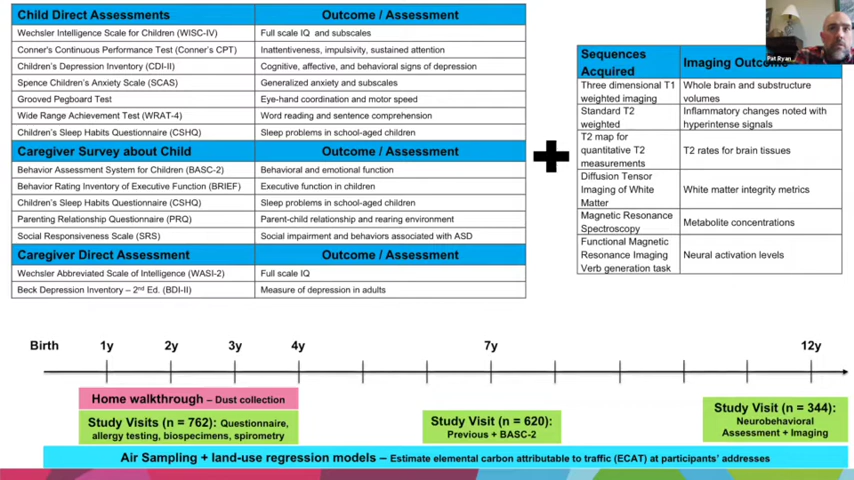 Child Direct Assessments Outcome / Assessment
Wechsler Intelligence Scale for Children (WISC-IV) Full scale IQ and subscales
Conner's Continuous Performance Test (Conner's CPT) Inattentiveness, impulsivity, sustained attention
Children's Depression Inventory (CDI-II) Cognitive, affective, and behavioral signs of depression
Spence Children's Anxiety Scale (SCAS) Generalized anxiety and subscales
Grooved Pegboard Test Eye-hand coordination and motor speed
Wide Range Achievement Test (WRAT-4) Word reading and sentence comprehension
Children's Sleep Habits Questionnaire (CSHQ) Sleep problems in school-aged children
Caregiver Survey about Child Outcome / Assessment
Behavior Assessment System for Children (BASC-2) Behavioral and emotional function
Behavior Rating Inventory of Executive Function (BRIEF) Executive function in children
Children's Sleep Habits Questionnaire (CSHQ) Sleep problems in school-aged children
Parenting Relationship Questionnaire (PRQ) Parent-child relationship and rearing environment
Social Responsiveness Scale (SRS) Social impairment and behaviors associated with ASD
Caregiver Direct Assessment Outcome / Assessment
Wechsler Abbreviated Scale of Intelligence (WASI-2) Full scale IQ
Beck Depression Inventory – 2nd Ed. (BDI-II) Measure of depression in adults
Pat Ryan
Sequences
Acquired
Imaging
Three dimensional T1
weighted imaging
Whole brain and substructure
volumes
Standard T2
weighted
Inflammatory changes noted with
hyperintense signals
T2 map for
quantitative T2
measurements
T2 rates for brain tissues
Diffusion Tensor
Imaging of White
Matter
White matter integrity metrics
Magnetic Resonance
Spectroscopy
Metabolite concentrations
Functional Magnetic
Resonance Imaging
Verb generation task
Neural activation levels
Birth 1y 2y 3y 4y 7y 12y
Home walkthrough – Dust collection
Study Visits (n = 762): Questionnaire,
allergy testing, biospecimens, spirometry
Study Visit (n = 620):
Previous + BASC-2
Study Visit (n = 344):
Neurobehavioral
Assessment + Imaging
Air Sampling + land-use regression models – Estimate elemental carbon attributable to traffic (ECAT) at participants' addresses